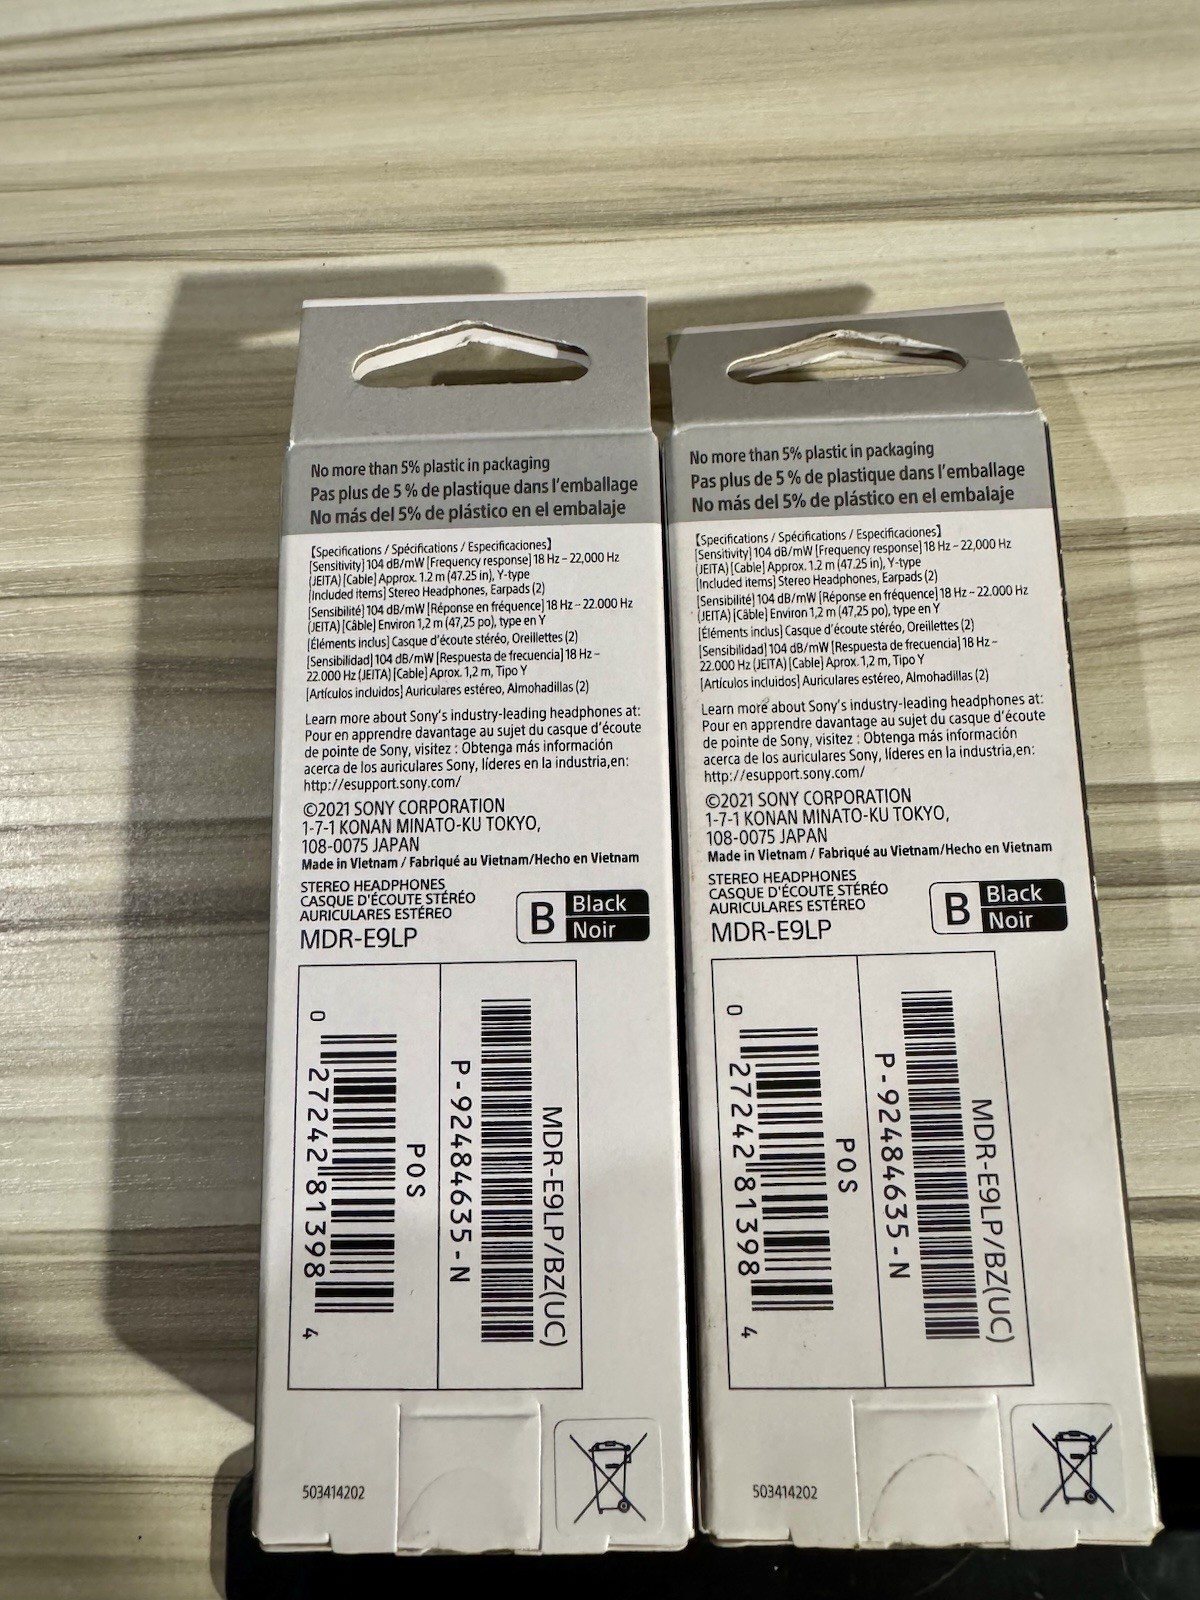 No more than 5% plastic in packaging
Pas plus de 5 % de plastique dans l'emballage
No más del 5% de plástico en el embalaje
【Specifications / Spécifications / Especificaciones】
[Sensitivity] 104 dB/mW [Frequency response] 18 Hz – 22,000 Hz
(JEITA) [Cable] Approx. 1.2 m (47.25 in), Y-type
[Included items] Stereo Headphones, Earpads (2)
[Sensibilité] 104 dB/mW [Réponse en fréquence] 18 Hz – 22.000 Hz
(JEITA) [Câble] Environ 1,2 m (47,25 po), type en Y
[Éléments inclus] Casque d'écoute stéréo, Oreillettes (2)
[Sensibilidad] 104 dB/mW [Respuesta de frecuencia] 18 Hz –
22.000 Hz (JEITA) [Cable] Aprox. 1,2 m, Tipo Y
[Artículos incluidos] Auriculares estéreo, Almohadillas (2)
Learn more about Sony's industry-leading headphones at:
Pour en apprendre davantage au sujet du casque d'écoute
de pointe de Sony, visitez : Obtenga más información
acerca de los auriculares Sony, líderes en la industria,en:
http://esupport.sony.com/
©2021 SONY CORPORATION
1-7-1 KONAN MINATO-KU TOKYO,
108-0075 JAPAN
Made in Vietnam / Fabriqué au Vietnam/Hecho en Vietnam
STEREO HEADPHONES
CASQUE D'ÉCOUTE STÉRÉO
AURICULARES ESTÉREO
MDR-E9LP
B Black
Noir
MDR-E9LP/BZ(UC)
P-92484635-N
POS
0 27242 81398 4
503414202
No more than 5% plastic in packaging
Pas plus de 5 % de plastique dans l'emballage
No más del 5% de plástico en el embalaje
【Specifications / Spécifications / Especificaciones】
[Sensitivity] 104 dB/mW [Frequency response] 18 Hz – 22,000 Hz
(JEITA) [Cable] Approx. 1.2 m (47.25 in), Y-type
[Included items] Stereo Headphones, Earpads (2)
[Sensibilité] 104 dB/mW [Réponse en fréquence] 18 Hz – 22.000 Hz
(JEITA) [Câble] Environ 1,2 m (47,25 po), type en Y
[Éléments inclus] Casque d'écoute stéréo, Oreillettes (2)
[Sensibilidad] 104 dB/mW [Respuesta de frecuencia] 18 Hz –
22.000 Hz (JEITA) [Cable] Aprox. 1,2 m, Tipo Y
[Artículos incluidos] Auriculares estéreo, Almohadillas (2)
Learn more about Sony's industry-leading headphones at:
Pour en apprendre davantage au sujet du casque d'écoute
de pointe de Sony, visitez : Obtenga más información
acerca de los auriculares Sony, líderes en la industria,en:
http://esupport.sony.com/
©2021 SONY CORPORATION
1-7-1 KONAN MINATO-KU TOKYO,
108-0075 JAPAN
Made in Vietnam / Fabriqué au Vietnam/Hecho en Vietnam
STEREO HEADPHONES
CASQUE D'ÉCOUTE STÉRÉO
AURICULARES ESTÉREO
MDR-E9LP
B Black
Noir
MDR-E9LP/BZ(UC)
P-92484635-N
POS
0 27242 81398 4
503414202